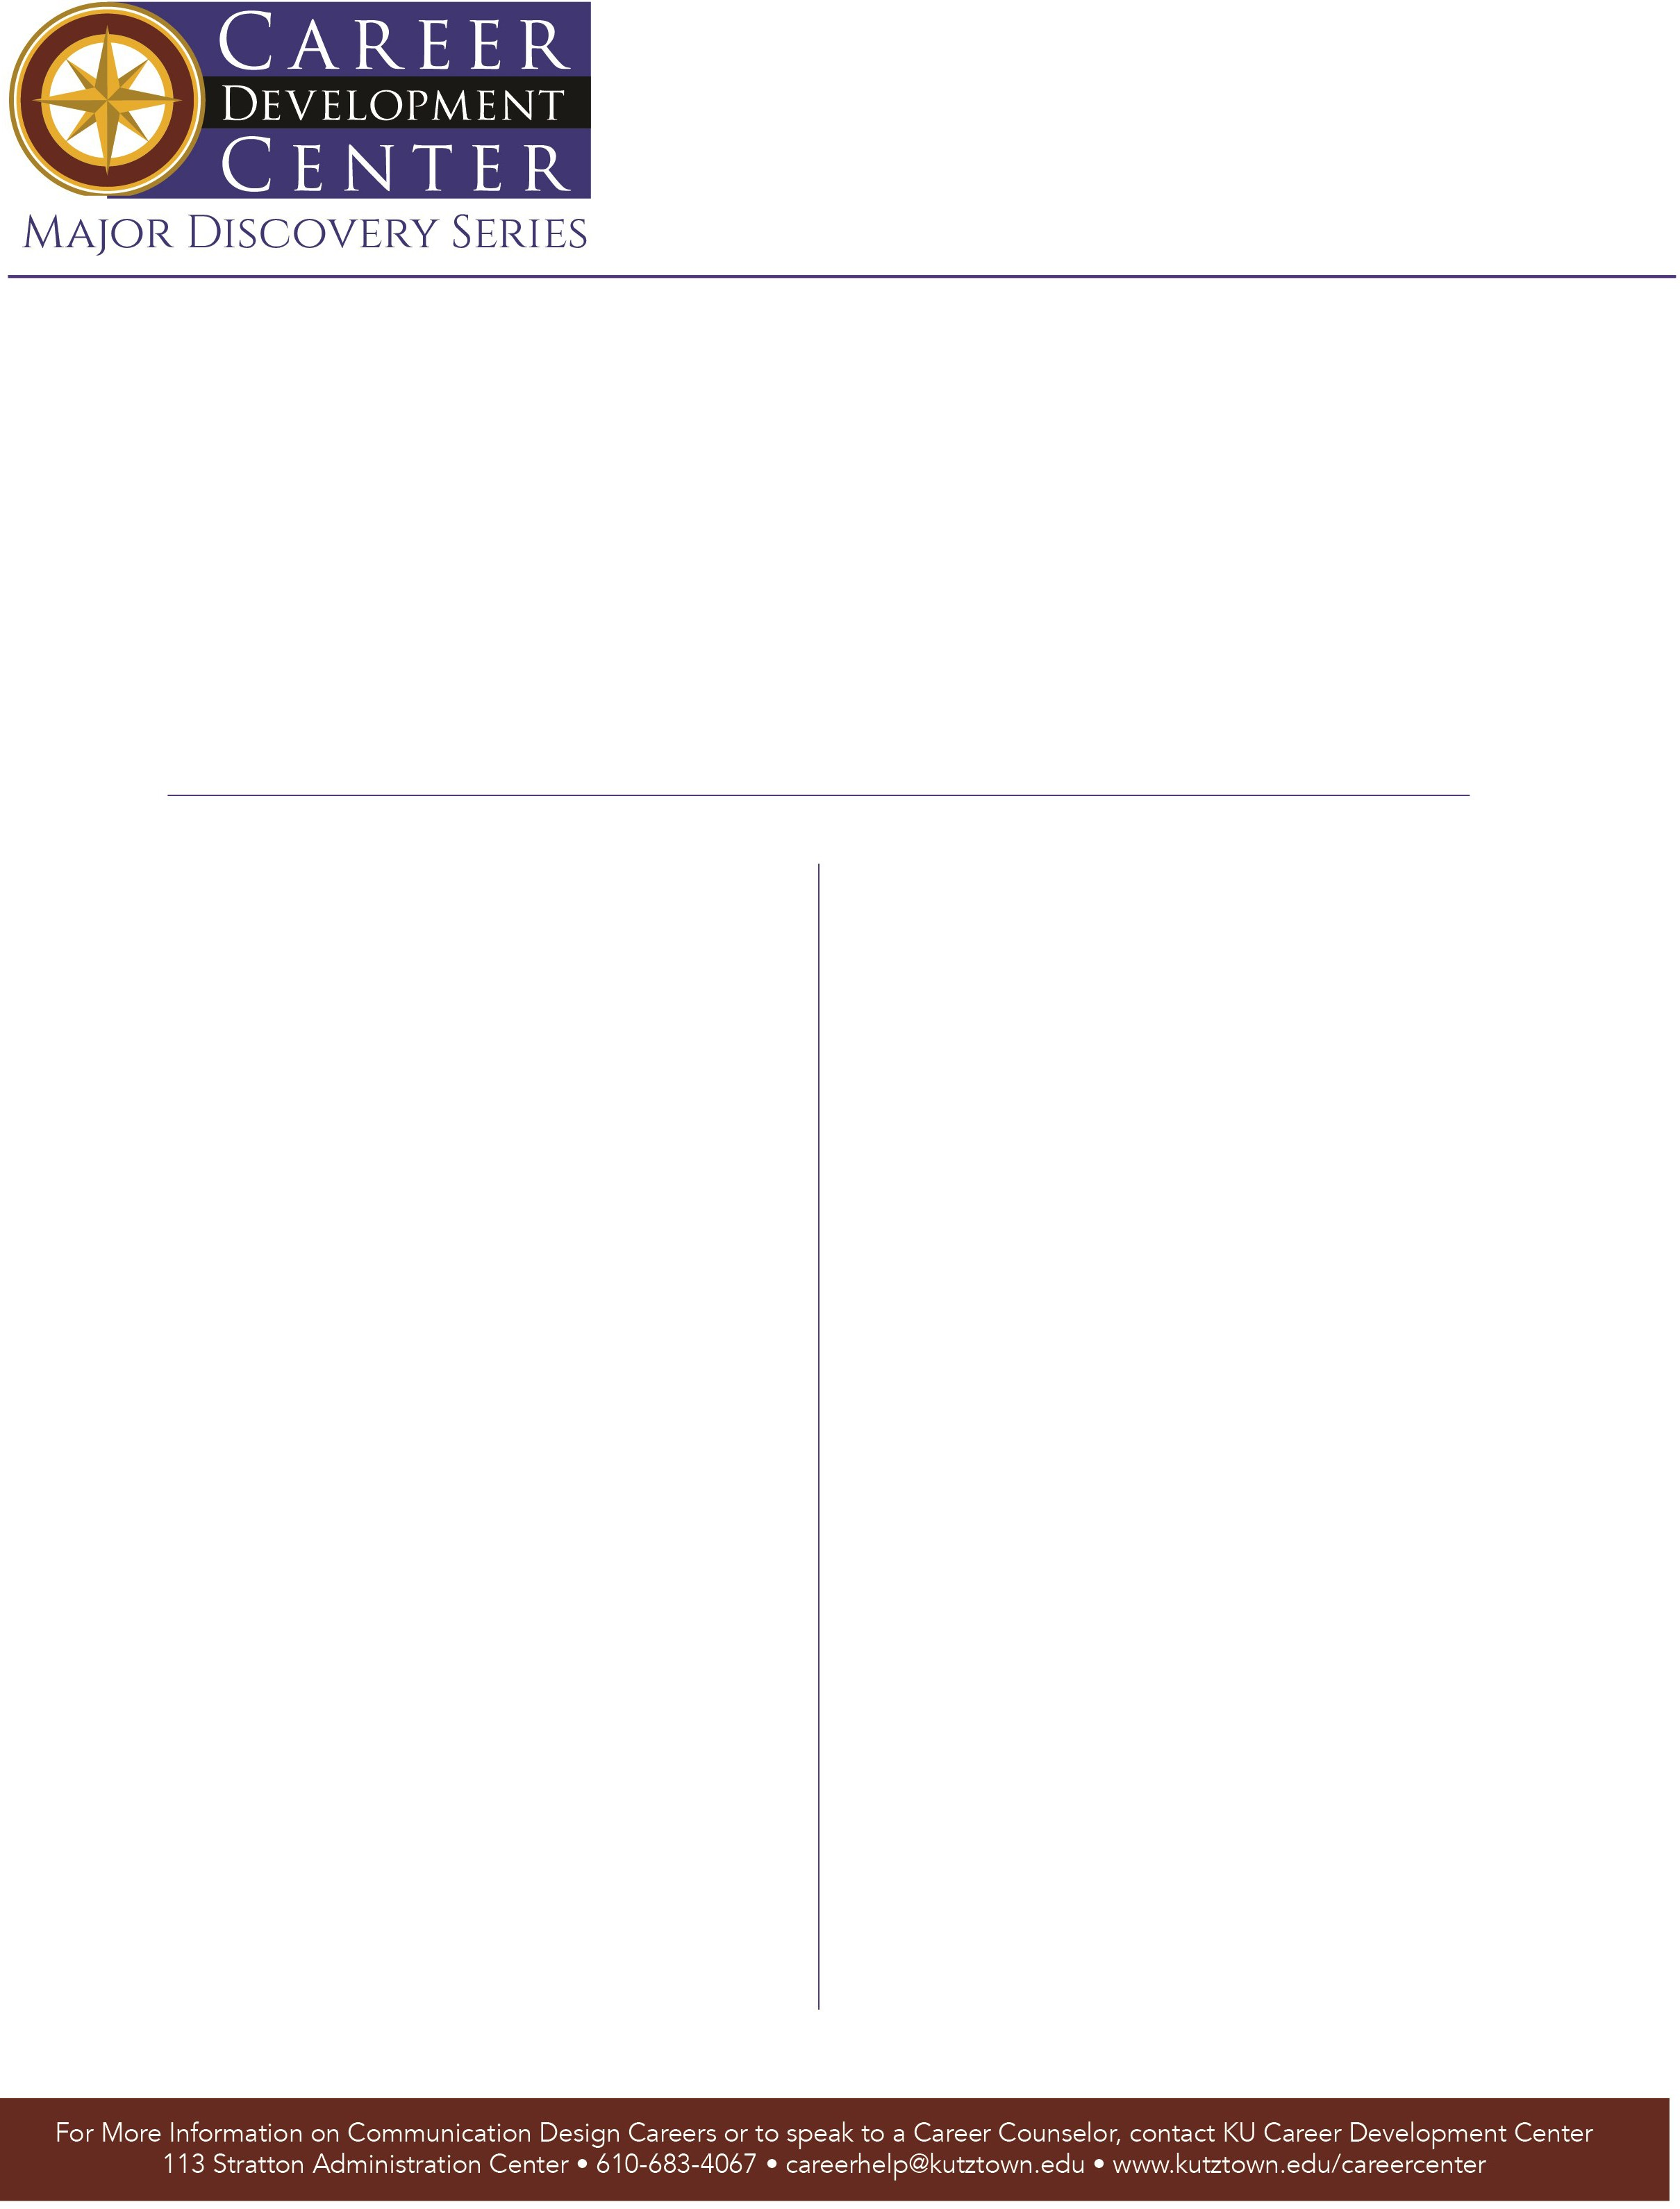 CAREER
DEVELOPMENT
CENTER
MAJOR DISCOVERY SERIES
For More Information on Communication Design Careers or to speak to a Career Counselor, contact KU Career Development Center
113 Stratton Administration Center • 610-683-4067 • careerhelp@kutztown.edu • www.kutztown.edu/careercenter